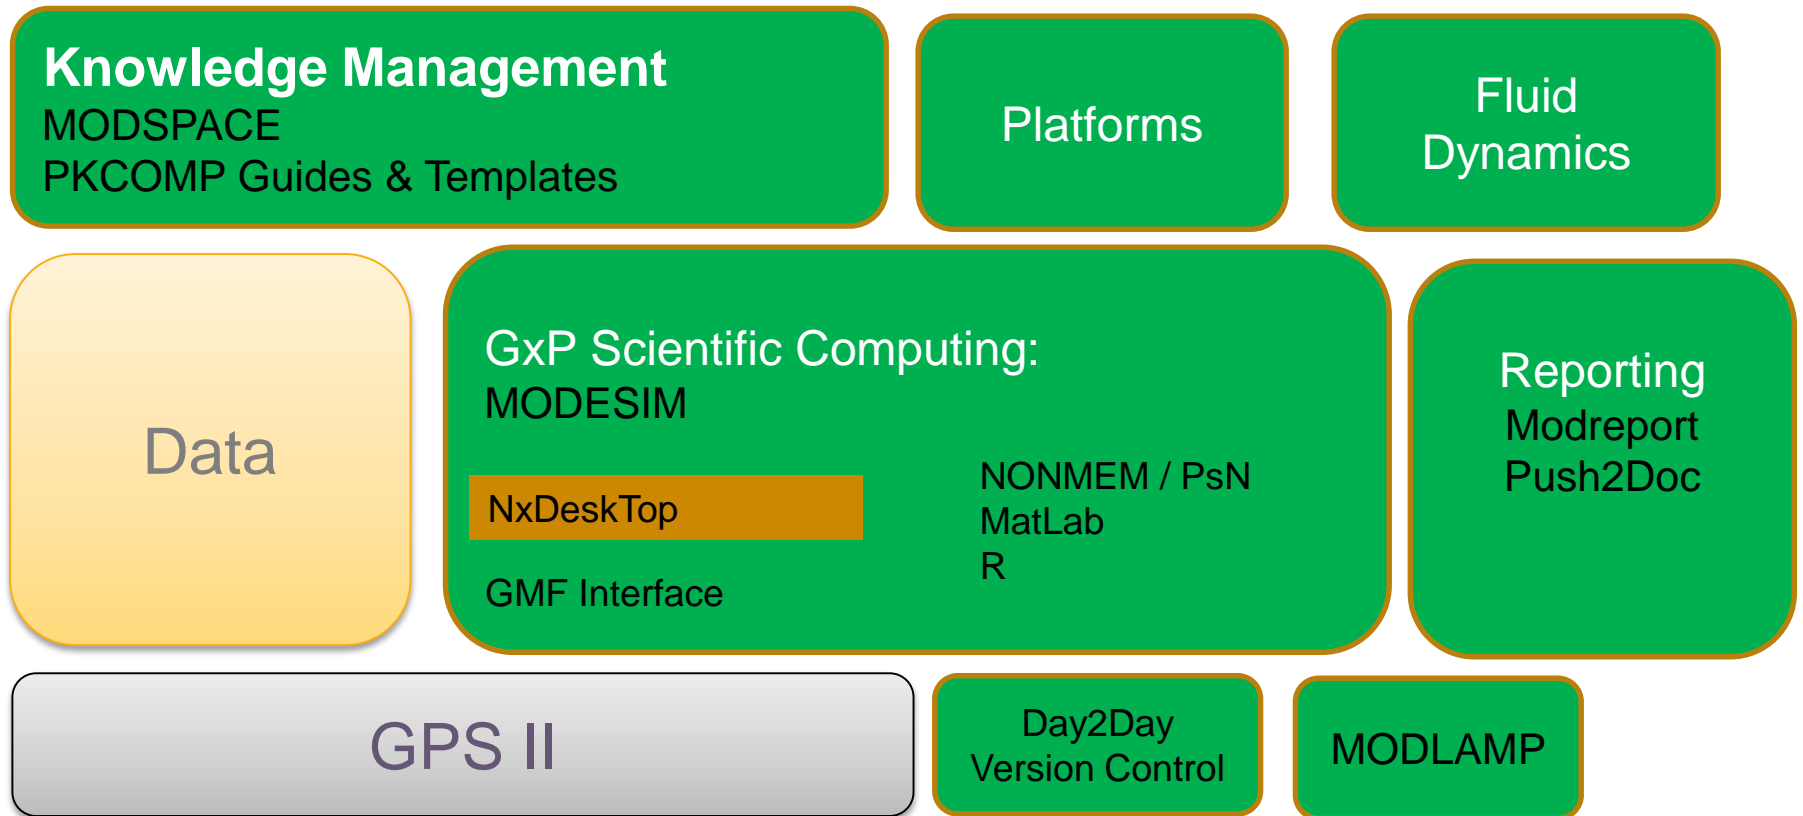 Knowledge Management
MODSPACE
PKCOMP Guides & Templates
Platforms
Fluid
Dynamics
Data
GxP Scientific Computing:
MODESIM
NxDeskTop
GMF Interface
NONMEM / PsN
MatLab
R
Reporting
Modreport
Push2Doc
GPS II
Day2Day
Version Control
MODLAMP